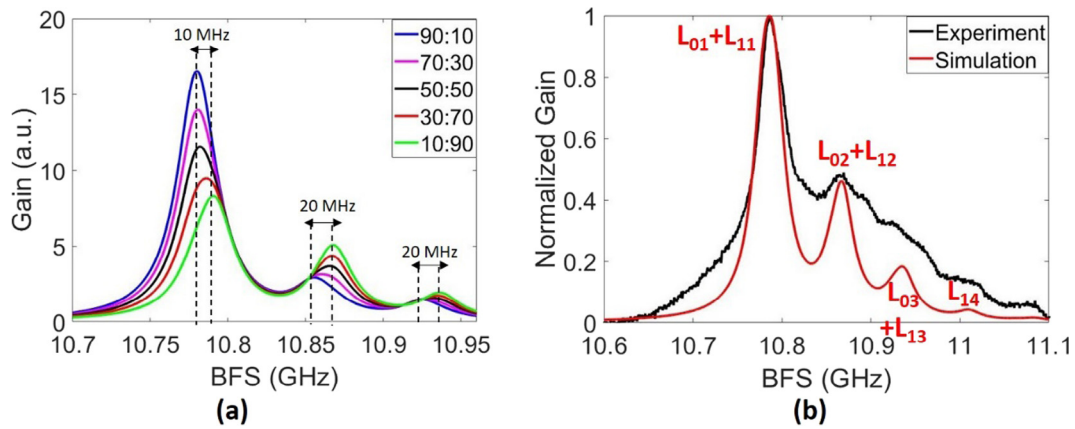 20
15
10
5
0
Gain (a.u.)
10 MHz
20 MHz
20 MHz
90:10
70:30
50:50
30:70
10:90
10.7 10.75 10.8 10.85 10.9 10.95
BFS (GHz)
(a)
1
0.8
0.6
0.4
0.2
0
Normalized Gain
L01+L11
L02+L12
L03
+L13
L14
Experiment
Simulation
10.6 10.7 10.8 10.9 11 11.1
BFS (GHz)
(b)